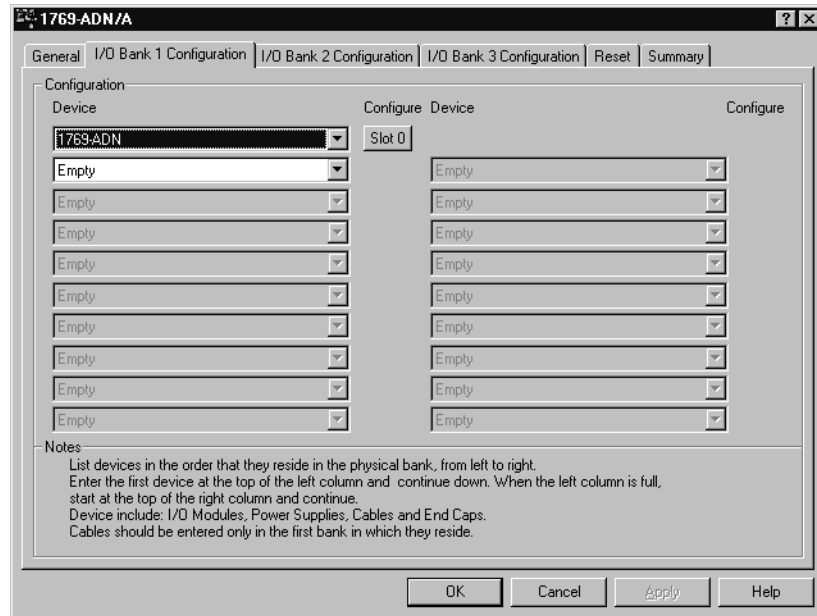 1769-ADN/A
General I/O Bank 1 Configuration I/O Bank 2 Configuration I/O Bank 3 Configuration Reset Summary
Configuration
Device Configure Device Configure
1769-ADN Slot 0
Empty Empty
Empty Empty
Empty Empty
Empty Empty
Empty Empty
Empty Empty
Empty Empty
Empty Empty
Empty Empty
Notes
List devices in the order that they reside in the physical bank, from left to right.
Enter the first device at the top of the left column and continue down. When the left column is full,
start at the top of the right column and continue.
Device include: I/O Modules, Power Supplies, Cables and End Caps.
Cables should be entered only in the first bank in which they reside.
OK Cancel Apply Help